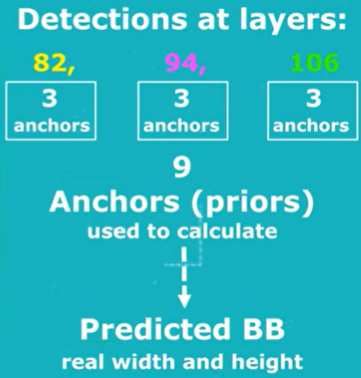 Detections at layers:
82, 94, 106
3 3 3
anchors anchors anchors
9
Anchors (priors)
used to calculate
Predicted BB
real width and height